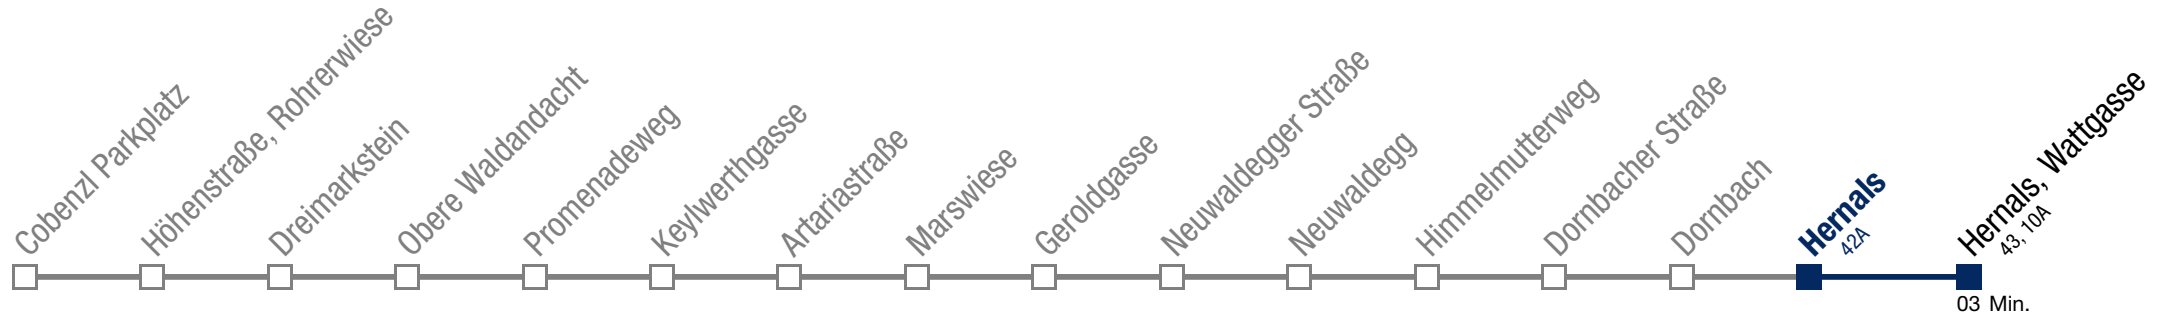 Cobenzl Parkplatz
Höhenstraße, Rohrerwiese
Dreimarkstein
Obere Waldandacht
Promenadeweg
Keylwerthgasse
Artariastraße
Marswiese
Geroldgasse
Neuwaldegger Straße
Neuwaldegg
Himmelmutterweg
Dornbacher Straße
Dornbach
Hernals
42A
Hernals, Wattgasse
43, 10A
03 Min.